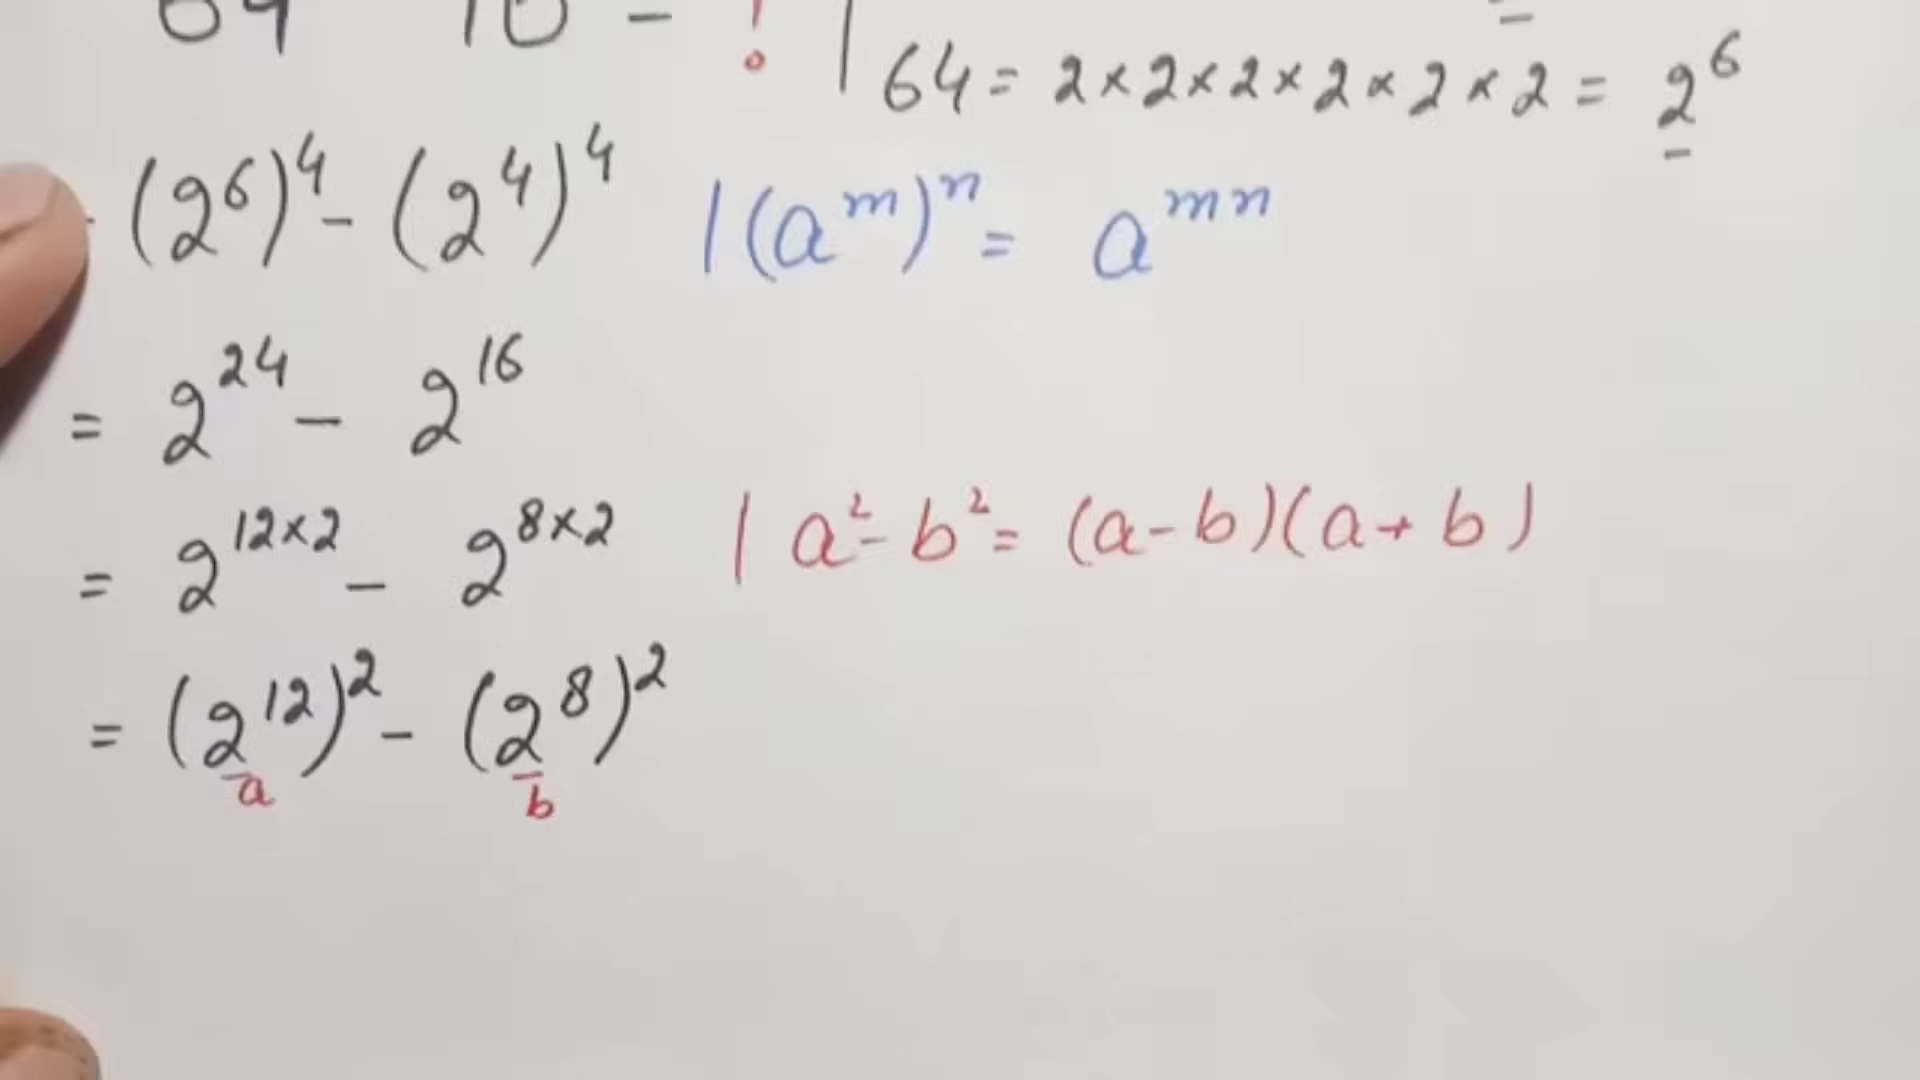 64 = 2 × 2 × 2 × 2 × 2 × 2 = 2^6
(2^6)^4 - (2^4)^4 | (a^m)^n = a^{mn}
= 2^{24} - 2^{16}
= 2^{12×2} - 2^{8×2} | a^2 - b^2 = (a-b)(a+b)
= (2^{12})^2 - (2^8)^2
a b